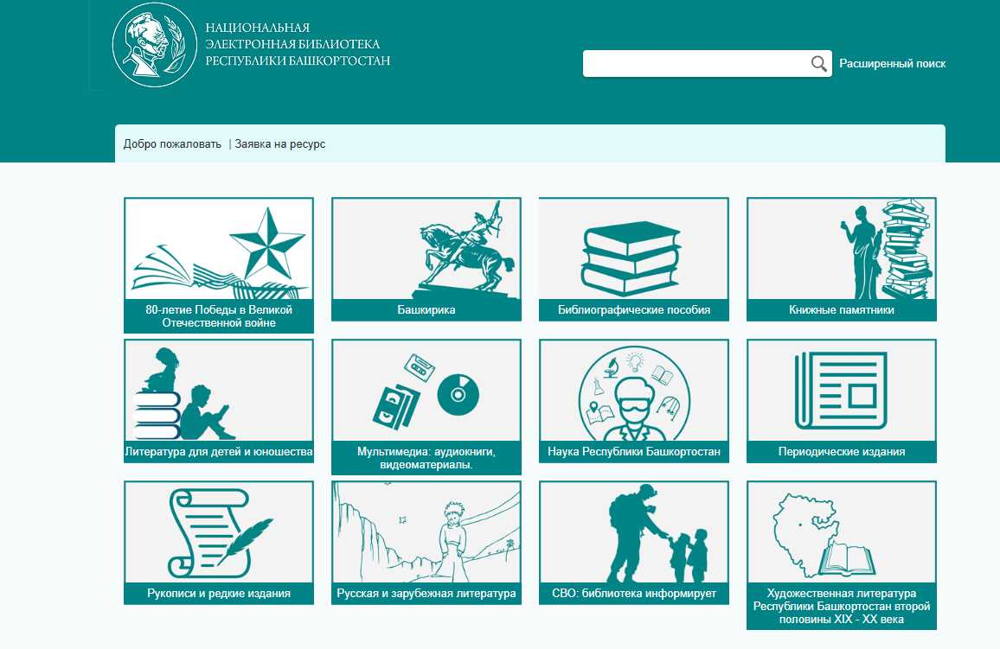 НАЦИОНАЛЬНАЯ
ЭЛЕКТРОННАЯ БИБЛИОТЕКА
РЕСПУБЛИКИ БАШКОРТОСТАН
Расширенный поиск
Добро пожаловать | Заявка на ресурс
80-летие Победы в Великой
Отечественной войне
Башкирика
Библиографические пособия
Книжные памятники
Литература для детей и юношества
Мультимедиа: аудиокниги,
видеоматериалы.
Наука Республики Башкортостан
Периодические издания
Рукописи и редкие издания
Русская и зарубежная литература
СВО: библиотека информирует
Художественная литература
Республики Башкортостан второй
половины XIX - XX века